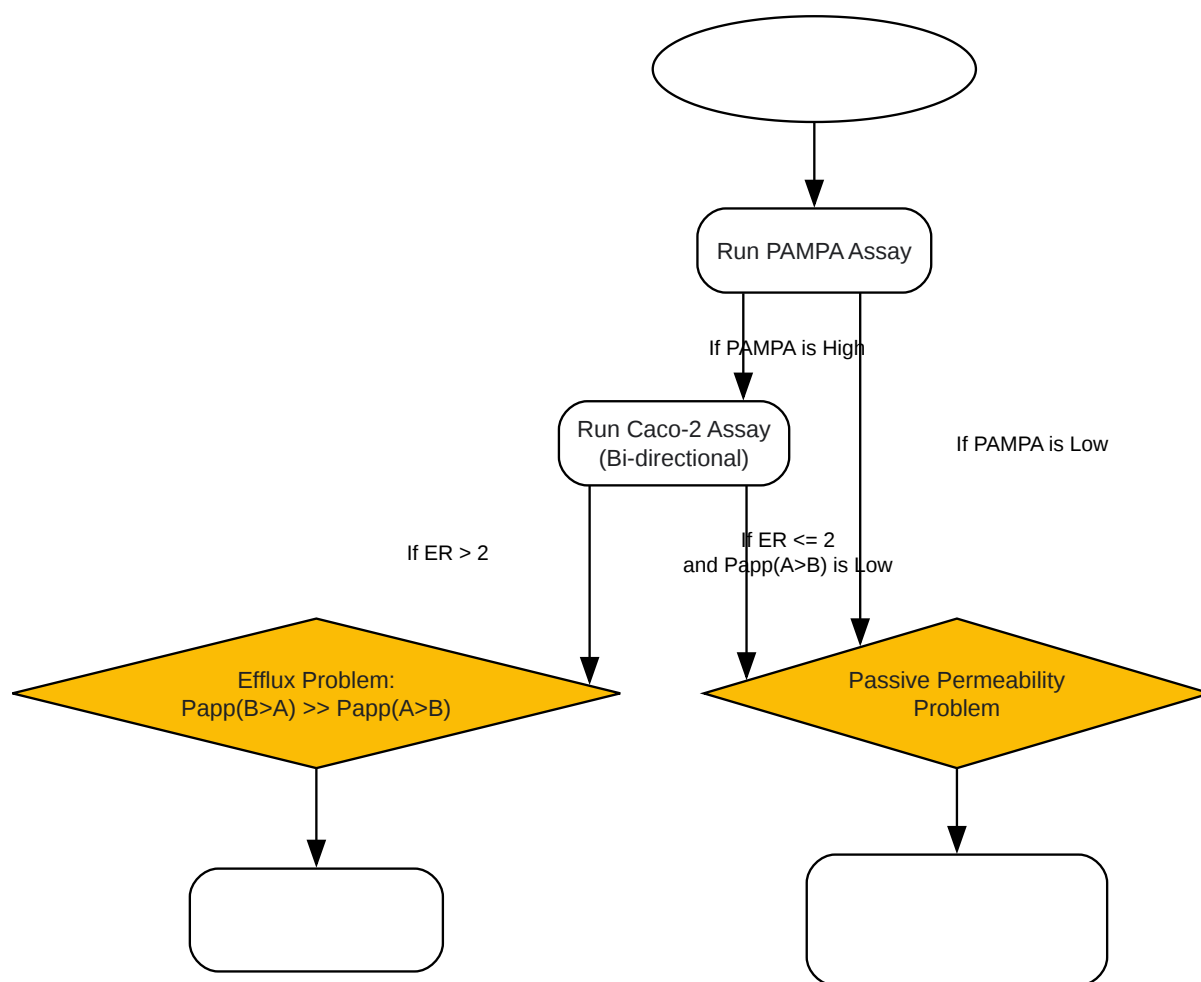 Run PAMPA Assay
If PAMPA is High
Run Caco-2 Assay
(Bi-directional)
If PAMPA is Low
If ER > 2
If ER <= 2
and Papp(A>B) is Low
Efflux Problem:
Papp(B>A) >> Papp(A>B)
Passive Permeability
Problem